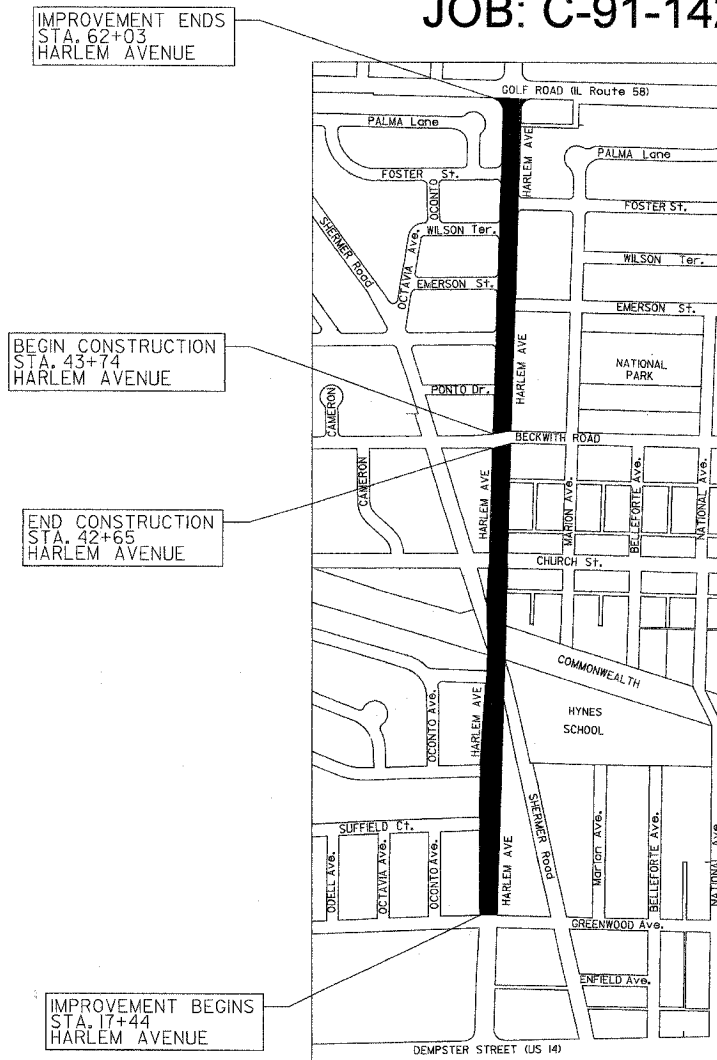 JOB: C-91-142
IMPROVEMENT ENDS
STA. 62+03
HARLEM AVENUE
GOLF ROAD (IL Route 58)
PALMA Lane
HARLEM AVE
PALMA Lane
FOSTER St.
OCONTO
FOSTER St.
SHERMER Road
OCTAVIA Ave.
WILSON Ter.
WILSON Ter.
EMERSON St.
EMERSON St.
BEGIN CONSTRUCTION
STA. 43+74
HARLEM AVENUE
HARLEM AVE
NATIONAL
PARK
PONTO Dr.
CAMERON
BECKWITH ROAD
CAMERON
HARLEM AVE
MARION Ave.
BELLEFORTE Ave.
NATIONAL Ave.
END CONSTRUCTION
STA. 42+65
HARLEM AVENUE
CHURCH St.
COMMONWEALTH
OCONTO Ave.
HARLEM AVE
HYNES
SCHOOL
SHERMER Road
SUFFIELD Ct.
ODELL Ave.
OCTAVIA Ave.
OCONTO Ave.
HARLEM AVE
Marion Ave.
BELLEFORTE Ave.
NATIONAL Ave.
GREENWOOD Ave.
ENFIELD Ave.
IMPROVEMENT BEGINS
STA. 17+44
HARLEM AVENUE
DEMPSTER STREET (US 14)